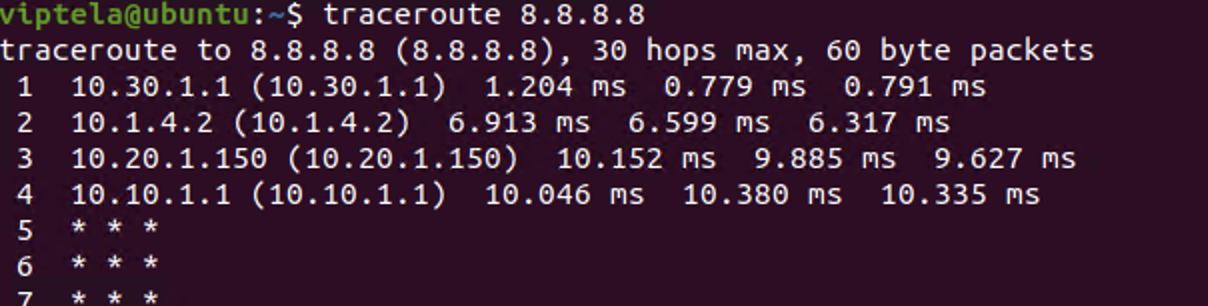 viptela@ubuntu:~$ traceroute 8.8.8.8
traceroute to 8.8.8.8 (8.8.8.8), 30 hops max, 60 byte packets
1 10.30.1.1 (10.30.1.1) 1.204 ms 0.779 ms 0.791 ms
2 10.1.4.2 (10.1.4.2) 6.913 ms 6.599 ms 6.317 ms
3 10.20.1.150 (10.20.1.150) 10.152 ms 9.885 ms 9.627 ms
4 10.10.1.1 (10.10.1.1) 10.046 ms 10.380 ms 10.335 ms
5 * * *
6 * * *
7 * * *